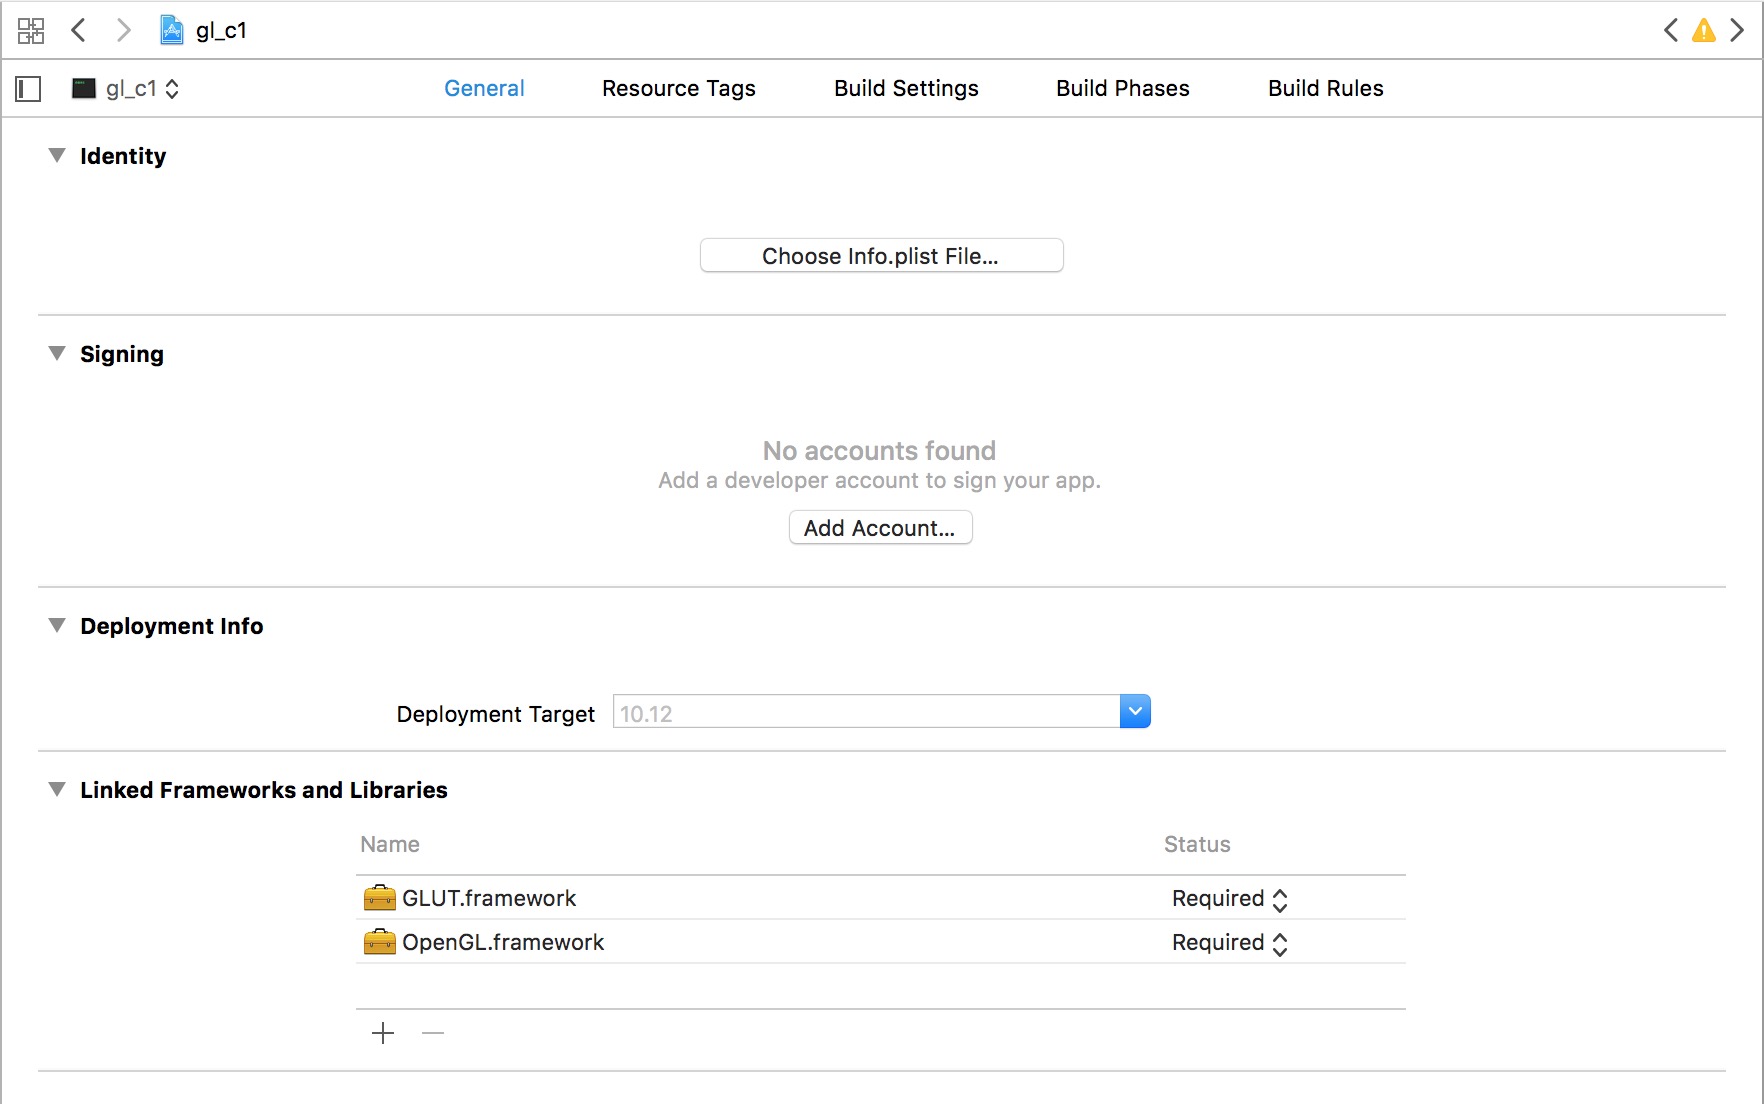 gl_c1
gl_c1 General Resource Tags Build Settings Build Phases Build Rules
Identity
Choose Info.plist File...
Signing
No accounts found
Add a developer account to sign your app.
Add Account...
Deployment Info
Deployment Target 10.12
Linked Frameworks and Libraries
Name Status
GLUT.framework Required
OpenGL.framework Required